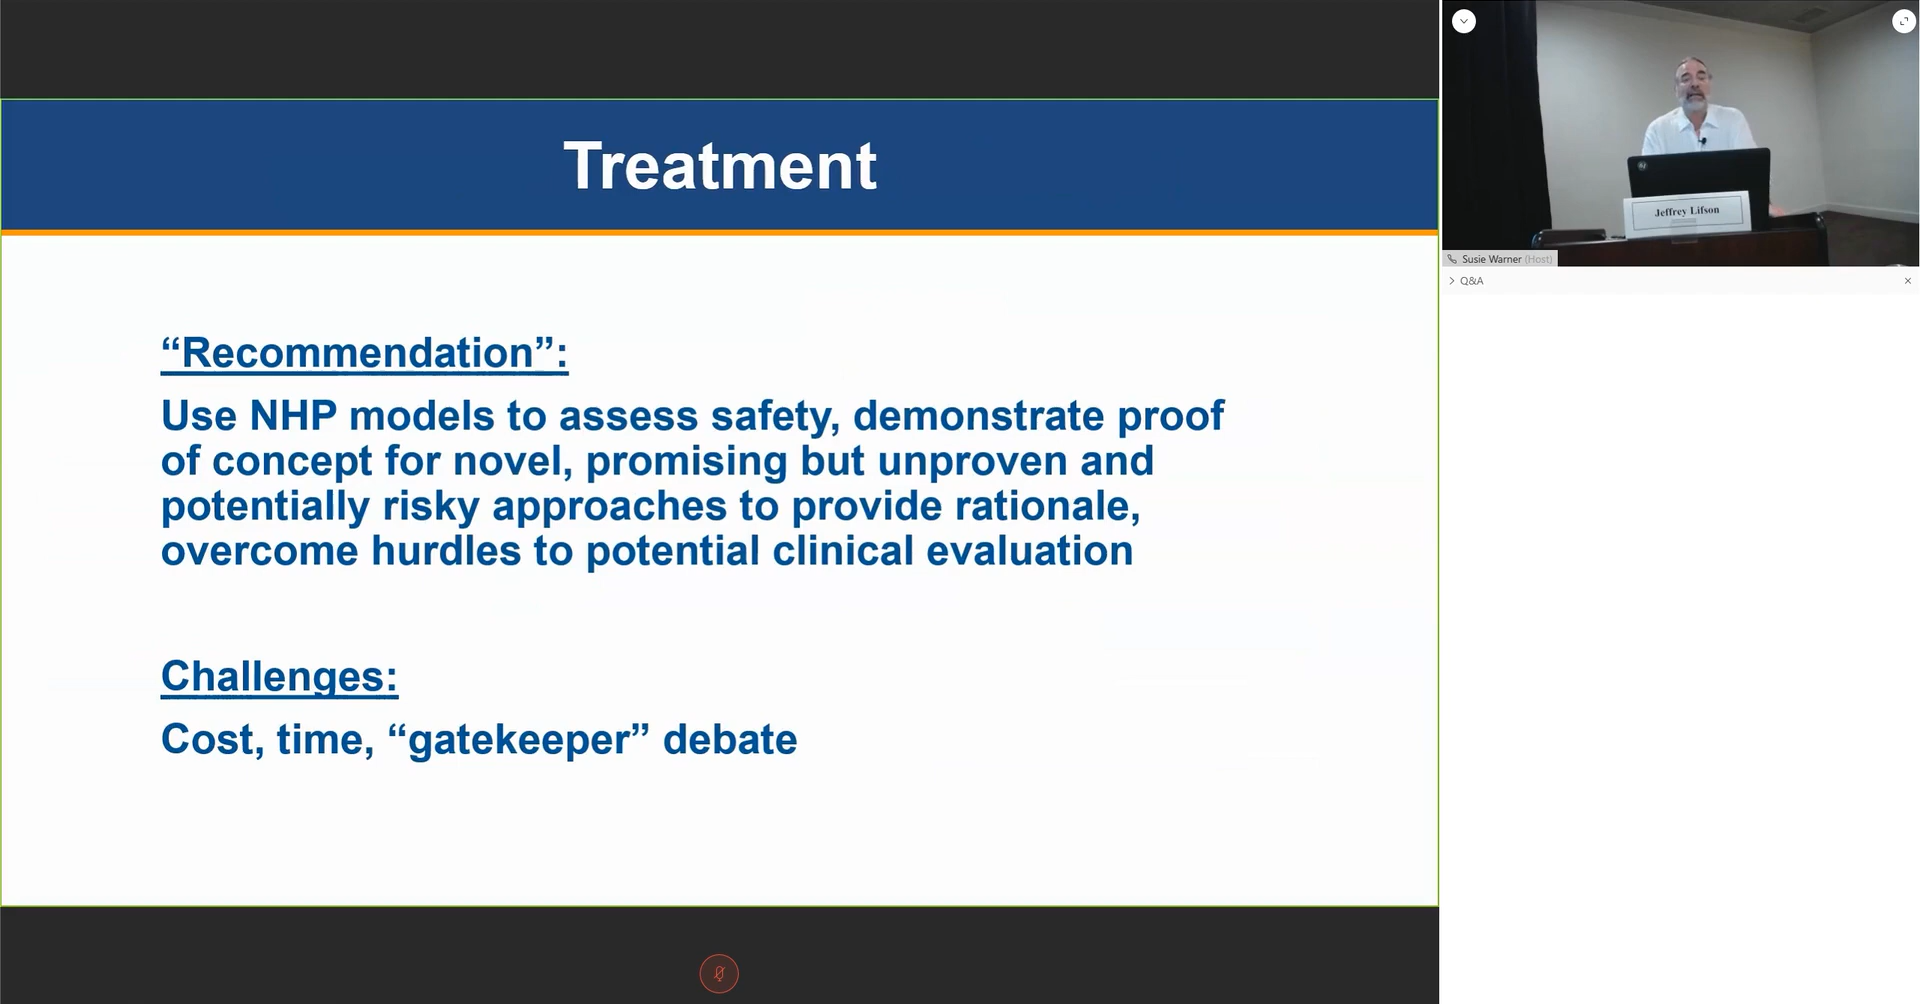 Treatment
“Recommendation”:
Use NHP models to assess safety, demonstrate proof
of concept for novel, promising but unproven and
potentially risky approaches to provide rationale,
overcome hurdles to potential clinical evaluation
Challenges:
Cost, time, “gatekeeper” debate
Jeffrey Lifson
Susie Warner (Host)
Q&A